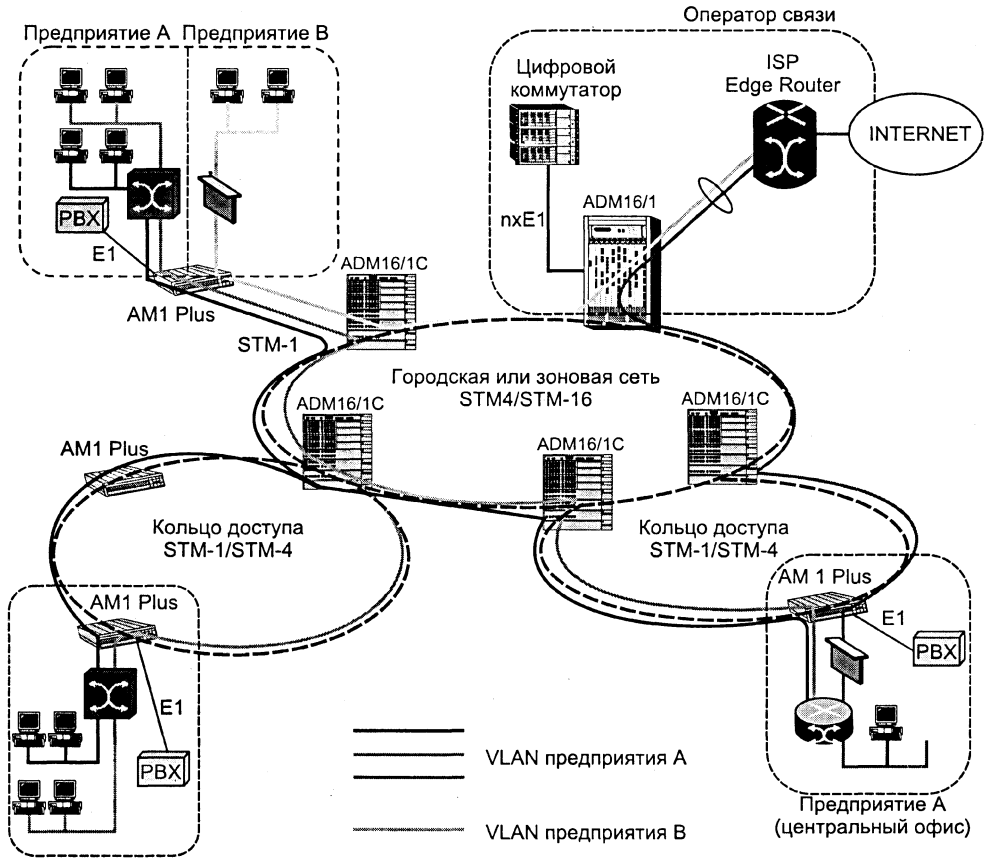 Оператор связи
Предприятие А
Предприятие В
Цифровой
коммутатор
ISP
Edge Router
INTERNET
PBX
E1
nxE1
ADM16/1
AM1 Plus
ADM16/1C
STM-1
Городская или зоновая сеть
STM4/STM-16
ADM16/1C
ADM16/1C
ADM16/1C
AM1 Plus
Кольцо доступа
STM-1/STM-4
Кольцо доступа
STM-1/STM-4
AM1 Plus
AM 1 Plus
E1
PBX
E1
PBX
VLAN предприятия А
VLAN предприятия В
Предприятие А
(центральный офис)